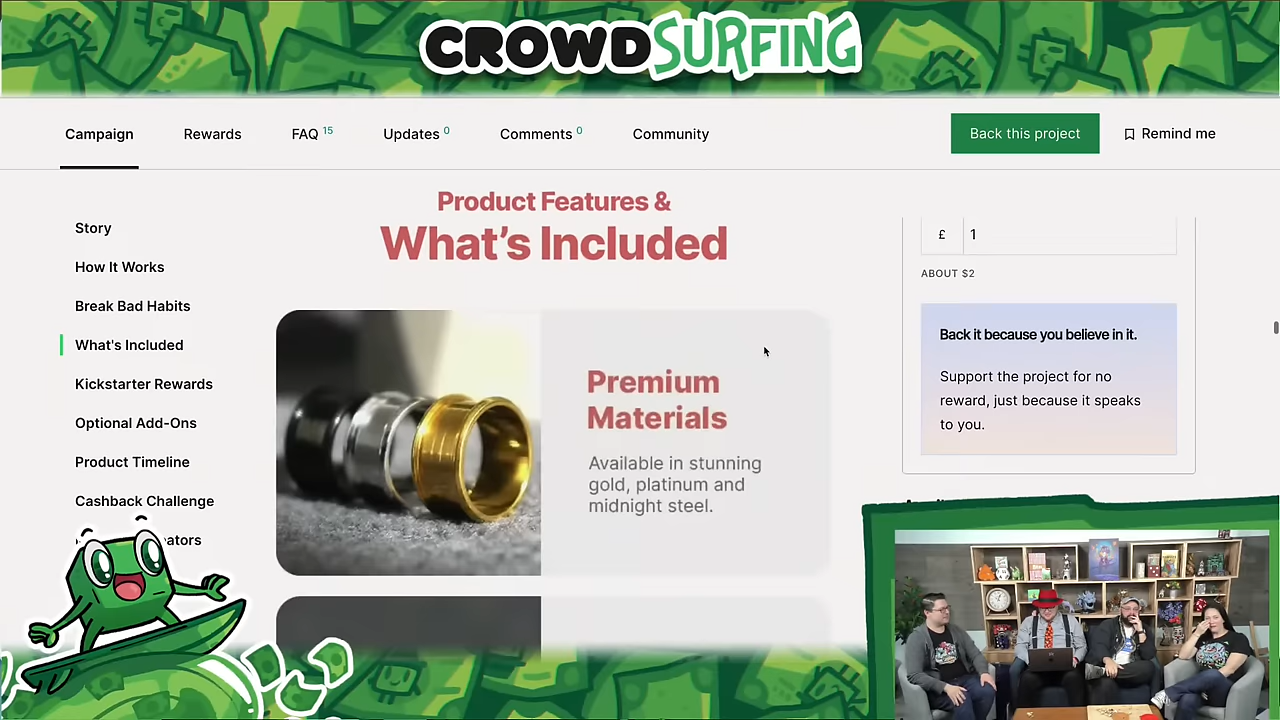 CROWDSURFING
Campaign
Rewards
FAQ 15
Updates 0
Comments 0
Community
Back this project
Remind me
Story
How It Works
Break Bad Habits
What's Included
Kickstarter Rewards
Optional Add-Ons
Product Timeline
Cashback Challenge
Product Features &
What's Included
Premium
Materials
Available in stunning
gold, platinum and
midnight steel.
£ 1
ABOUT $2
Back it because you believe in it.
Support the project for no
reward, just because it speaks
to you.